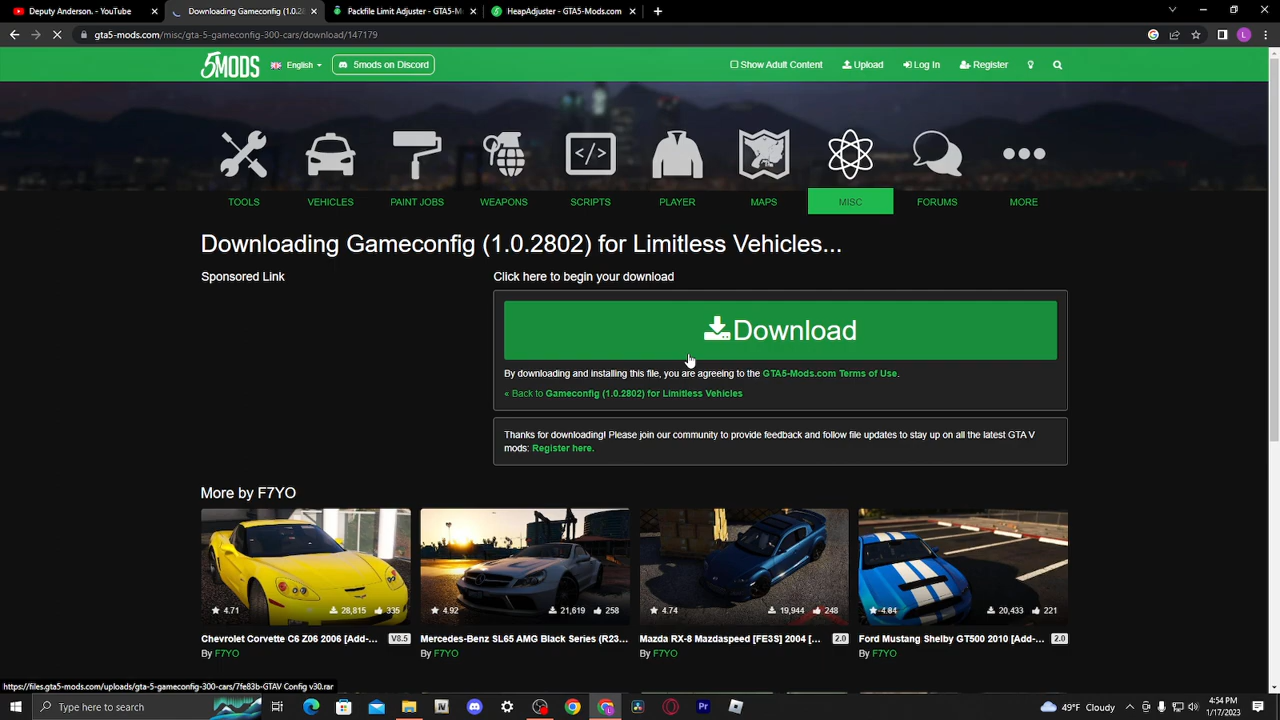 Deputy Anderson. - YouTube
Downloading Gameconfig (1.0.28
Packfile Limit Adjuster - GTA5-M
HeapAdjuster - GTA5-Mods.com
gta5-mods.com/misc/gta-5-gameconfig-300-cars/download/147179
L
5MODS
English
5mods on Discord
Show Adult Content
Upload
Log In
Register
TOOLS
VEHICLES
PAINT JOBS
WEAPONS
SCRIPTS
PLAYER
MAPS
MISC
FORUMS
MORE
Downloading Gameconfig (1.0.2802) for Limitless Vehicles...
Sponsored Link
Click here to begin your download
Download
By downloading and installing this file, you are agreeing to the GTA5-Mods.com Terms of Use.
« Back to Gameconfig (1.0.2802) for Limitless Vehicles
Thanks for downloading! Please join our community to provide feedback and follow file updates to stay up on all the latest GTA V
mods: Register here.
More by F7YO
4.71 28,815 335
4.92 21,619 258
4.74 19,944 248
4.84 20,433 221
Chevrolet Corvette C6 Z06 2006 [Add-... V8.5
Mercedes-Benz SL65 AMG Black Series (R23...
Mazda RX-8 Mazdaspeed [FE3S] 2004 [... 2.0
Ford Mustang Shelby GT500 2010 [Add-... 2.0
By F7YO
By F7YO
By F7YO
By F7YO
https://files.gta5-mods.com/uploads/gta-5-gameconfig-300-cars/7fe83b-GTAV Config v30.rar
Type here to search
Pr
49°F Cloudy
4:54 PM
1/17/2023